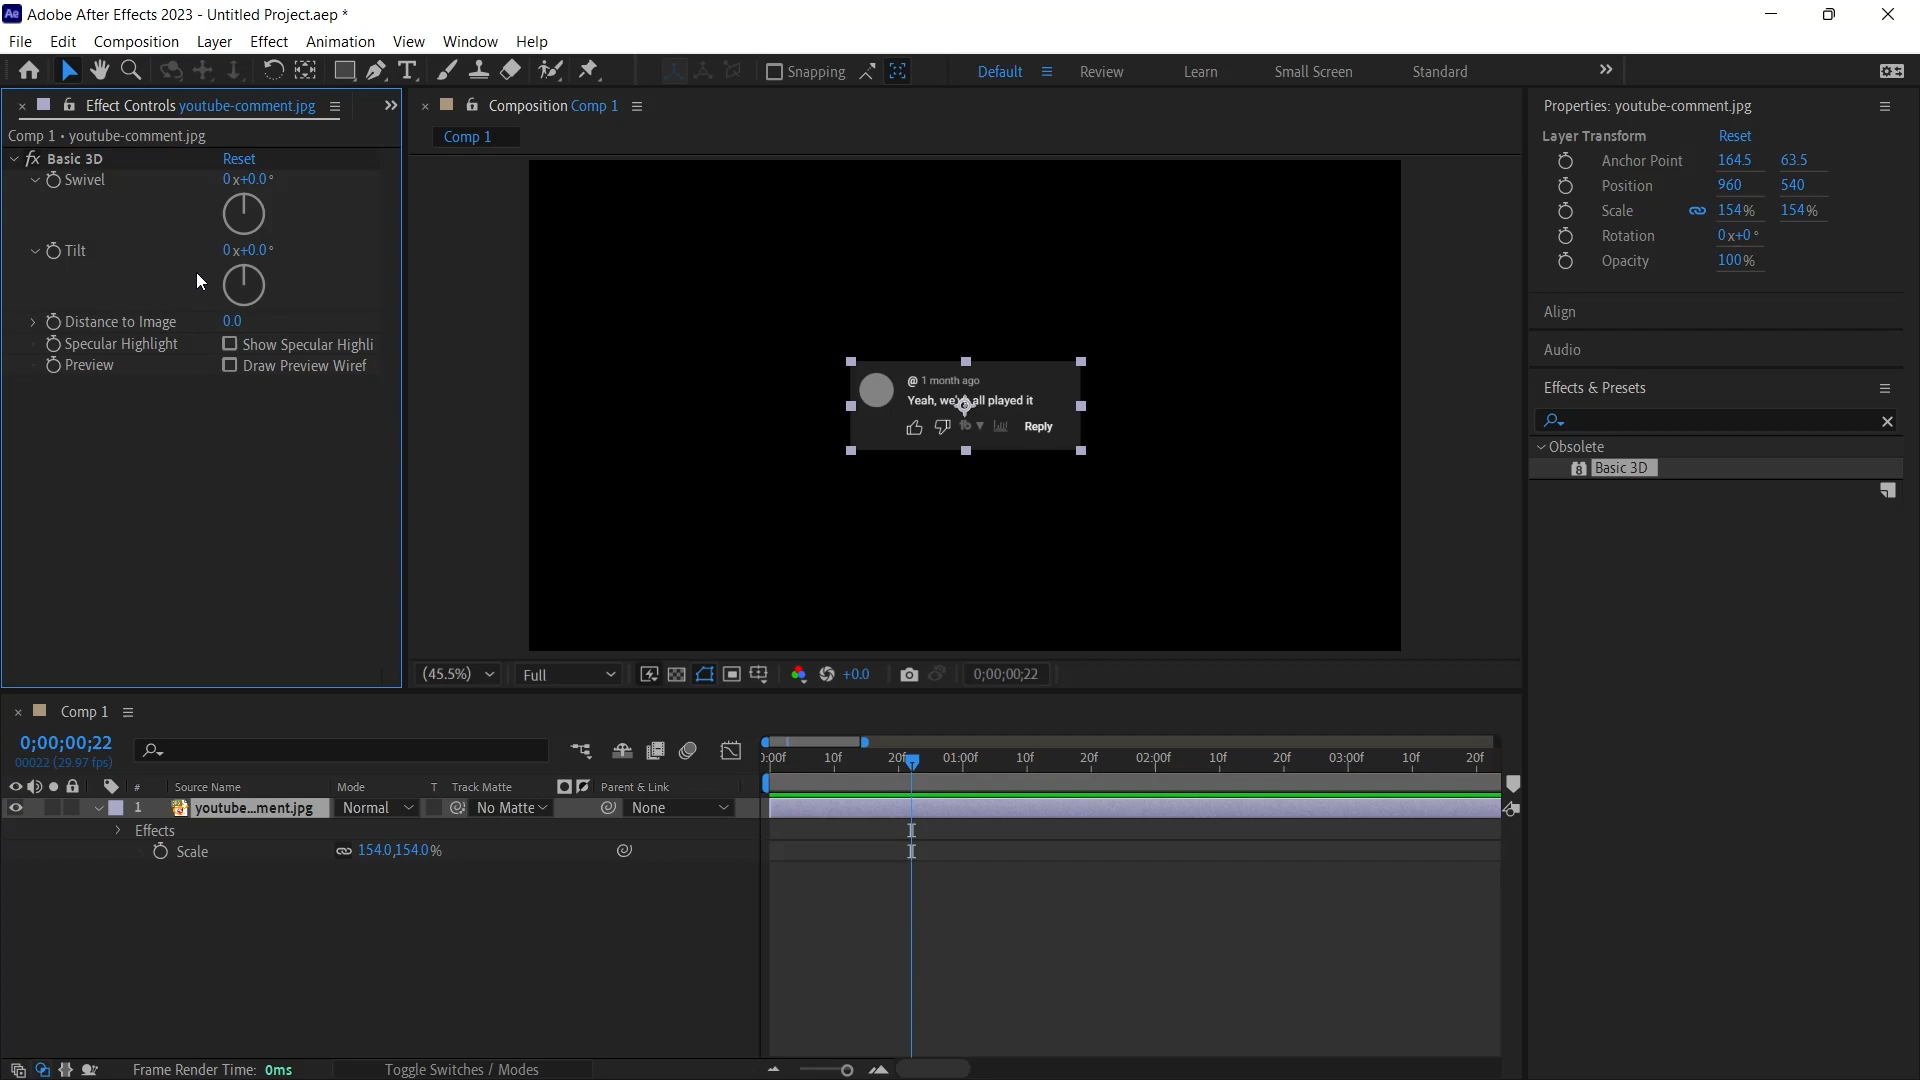 Adobe After Effects 2023 - Untitled Project.aep *
File Edit Composition Layer Effect Animation View Window Help
Snapping Default Review Learn Small Screen Standard
Effect Controls youtube-comment.jpg
Comp 1 • youtube-comment.jpg
fx Basic 3D Reset
Swivel 0x+0.0°
Tilt 0x+0.0°
Distance to Image 0.0
Specular Highlight Show Specular Highli
Preview Draw Preview Wiref
Composition Comp 1
Comp 1
@ 1 month ago
Yeah, we've all played it
Reply
(45.5%) Full +0.0 0;00;00;22
Properties: youtube-comment.jpg
Layer Transform Reset
Anchor Point 164.5 63.5
Position 960 540
Scale 154% 154%
Rotation 0x+0°
Opacity 100%
Align
Audio
Effects & Presets
Obsolete
Basic 3D
Comp 1
0;00;00;22
00022 (29.97 fps)
# Source Name Mode T Track Matte Parent & Link
1 youtube...ment.jpg Normal No Matte None
Effects
Scale 154.0,154.0%
):00f 10f 20f 01:00f 10f 20f 02:00f 10f 20f 03:00f 10f 20f
Frame Render Time: 0ms Toggle Switches / Modes